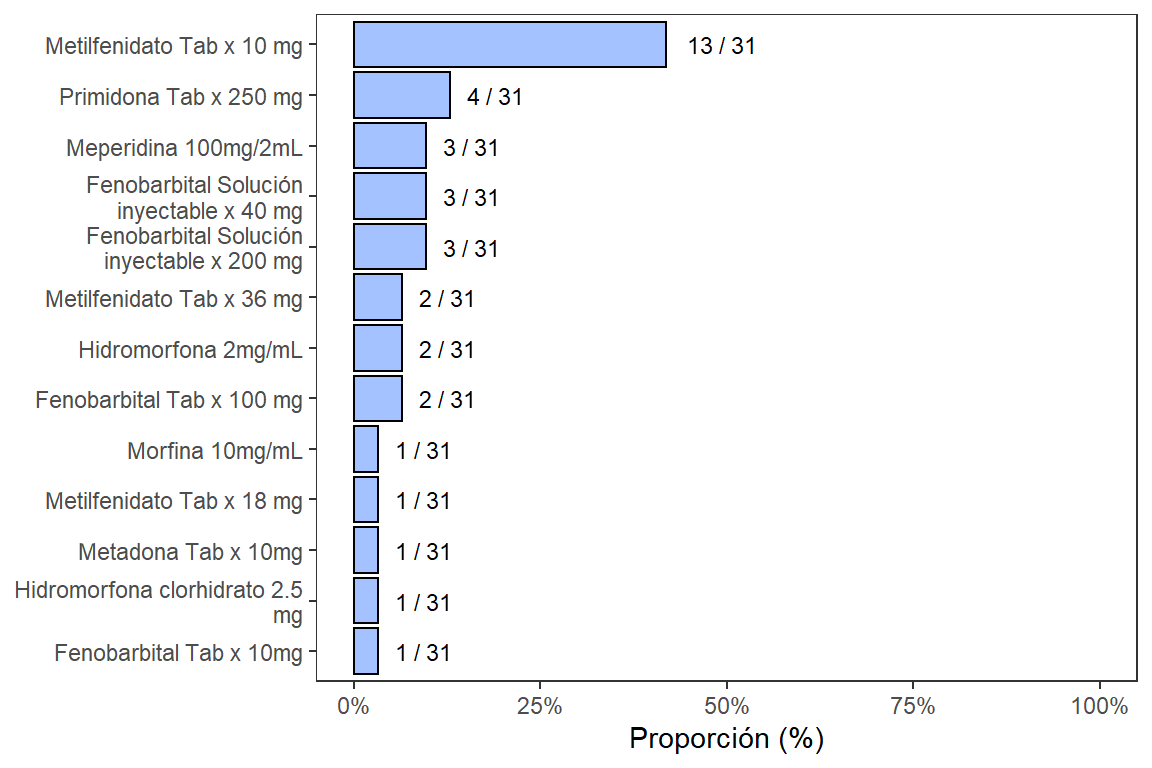 Metilfenidato Tab x 10 mg 13 / 31
Primidona Tab x 250 mg 4 / 31
Meperidina 100mg/2mL 3 / 31
Fenobarbital Solución
inyectable x 40 mg 3 / 31
Fenobarbital Solución
inyectable x 200 mg 3 / 31
Metilfenidato Tab x 36 mg 2 / 31
Hidromorfona 2mg/mL 2 / 31
Fenobarbital Tab x 100 mg 2 / 31
Morfina 10mg/mL 1 / 31
Metilfenidato Tab x 18 mg 1 / 31
Metadona Tab x 10mg 1 / 31
Hidromorfona clorhidrato 2.5
mg 1 / 31
Fenobarbital Tab x 10mg 1 / 31
0% 25% 50% 75% 100%
Proporción (%)